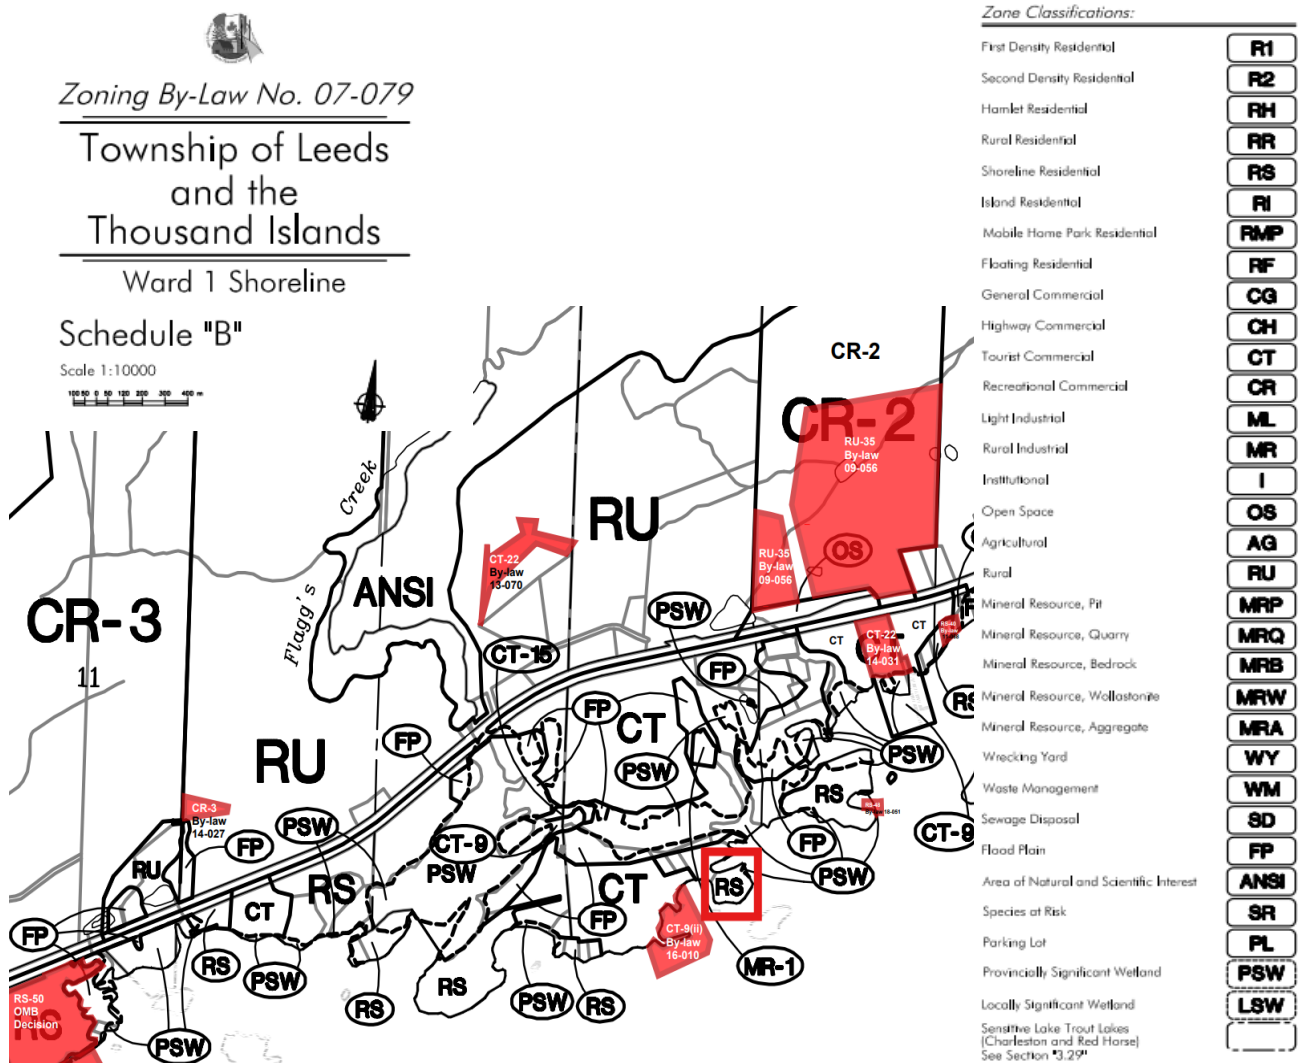 Zoning By-Law No. 07-079
Township of Leeds
and the
Thousand Islands
Ward 1 Shoreline
Schedule "B"
Scale 1:10000
Zone Classifications:
First Density Residential R1
Second Density Residential R2
Hamlet Residential RH
Rural Residential RR
Shoreline Residential RS
Island Residential RI
Mobile Home Park Residential RMP
Floating Residential RF
General Commercial CG
Highway Commercial CH
Tourist Commercial CT
Recreational Commercial CR
Light Industrial ML
Rural Industrial MR
Institutional I
Open Space OS
Agricultural AG
Rural RU
Mineral Resource, Pit MRP
Mineral Resource, Quarry MRQ
Mineral Resource, Bedrock MRB
Mineral Resource, Wollastonite MRW
Mineral Resource, Aggregate MRA
Wrecking Yard WY
Waste Management WM
Sewage Disposal SD
Flood Plain FP
Area of Natural and Scientific Interest ANSI
Species at Risk SR
Parking Lot PL
Provincially Significant Wetland PSW
Locally Significant Wetland LSW
Sensitive Lake Trout Lakes
(Charleston and Red Horse)
See Section "3.29"
CR-2
CR-2
RU-35
By-law
09-056
Flagg's Creek
RU
CT-22
By-law
13-070
RU-35
By-law
09-056
OS
ANSI
CR-3
11
PSW
CT-15
CT
CT
CT-22
By-law
14-031
FP
RS
FP
CT
FP
PSW
PSW
RU
RS
CR-3
By-law
14-027
PSW
FP
CT-9
CT-9
FP
RU
PSW
PSW
RS
CT
RS
CT
FP
CT-9(ii)
By-law
16-010
FP
RS
PSW
MR-1
RS
PSW
RS
RS
RS-50
OMB
Decision
RS
PSW